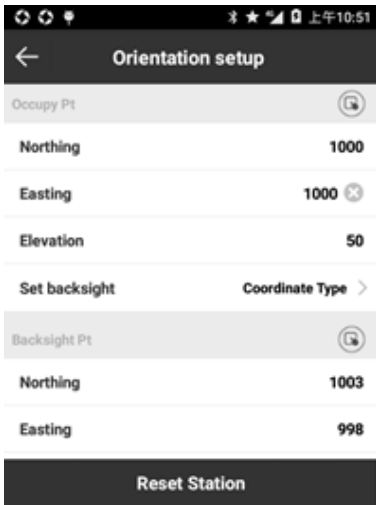 上午10:51
Orientation setup
Occupy Pt
Northing 1000
Easting 1000
Elevation 50
Set backsight Coordinate Type
Backsight Pt
Northing 1003
Easting 998
Reset Station